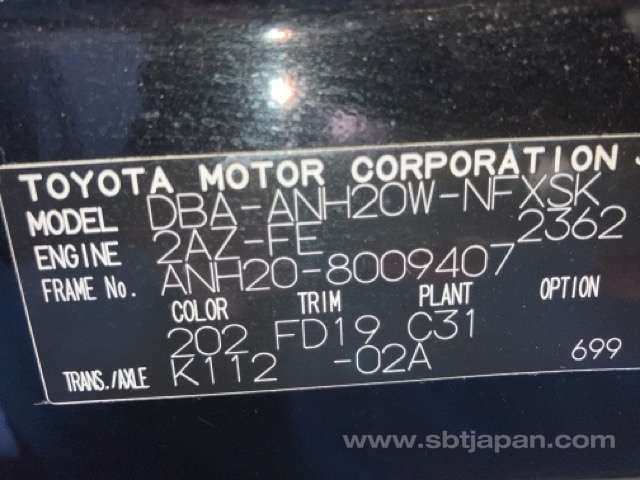 TOYOTA MOTOR CORPORATION
MODEL DBA-ANH20W-NFXSK
ENGINE 2AZ-FE 2362
FRAME No. ANH20-8009407
COLOR TRIM PLANT OPTION
202 FD19 C31
TRANS./AXLE K112 -02A 699
www.sbtjapan.com